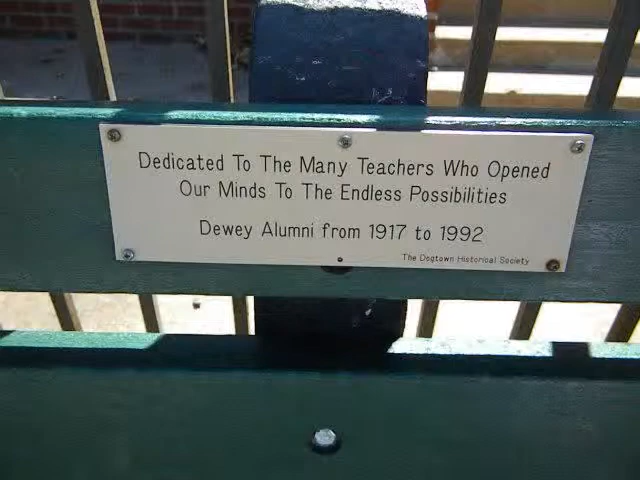 Dedicated To The Many Teachers Who Opened
Our Minds To The Endless Possibilities
Dewey Alumni from 1917 to 1992
The Dogtown Historical Society